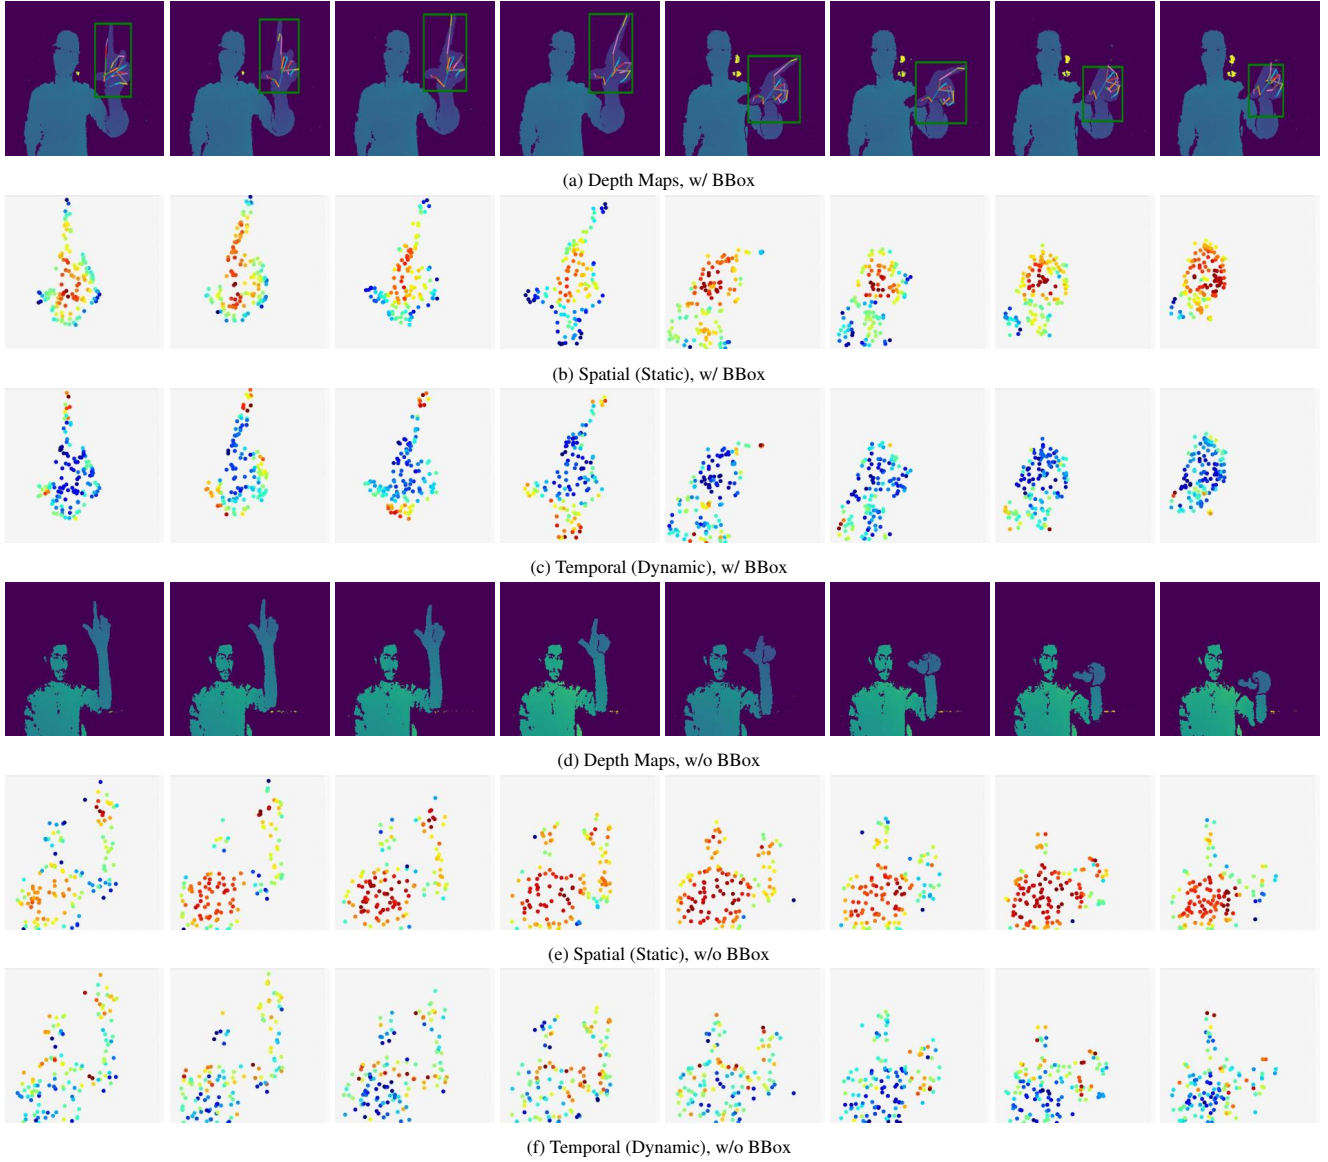 (a) Depth Maps, w/ BBox
(b) Spatial (Static), w/ BBox
(c) Temporal (Dynamic), w/ BBox
(d) Depth Maps, w/o BBox
(e) Spatial (Static), w/o BBox
(f) Temporal (Dynamic), w/o BBox